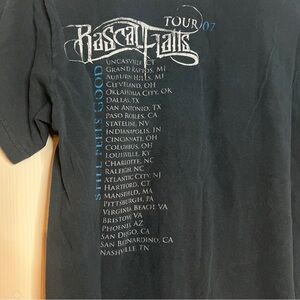 TOUR 07
Rascal Flatts
STILL FEELS GOOD
UNCASVILLE CT
GRAND RAPIDS, MI
AUBURN HILLS, MI
CLEVELAND, OH
OKLAHOMA CITY, OK
DALLAS, TX
SAN ANTONIO, TX
PASO ROBLES, CA
STATELINE, NV
INDIANAPOLIS, IN
CINCINNATI, OH
COLUMBUS, OH
LOUISVILLE, KY
CHARLOTTE, NC
RALEIGH, NC
ATLANTIC CITY, NJ
HARTFORD, CT
MANSFIELD, MA
PITTSBURGH, PA
VIRGINIA BEACH, VA
BRISTOW, VA
PHOENIX, AZ
SAN DIEGO, CA
SAN BERNARDINO, CA
NASHVILLE, TN